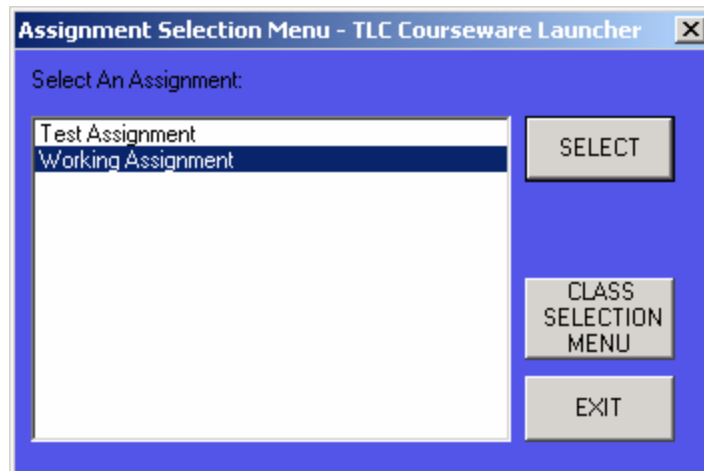 Assignment Selection Menu - TLC Courseware Launcher
Select An Assignment:
Test Assignment
Working Assignment
SELECT
CLASS
SELECTION
MENU
EXIT